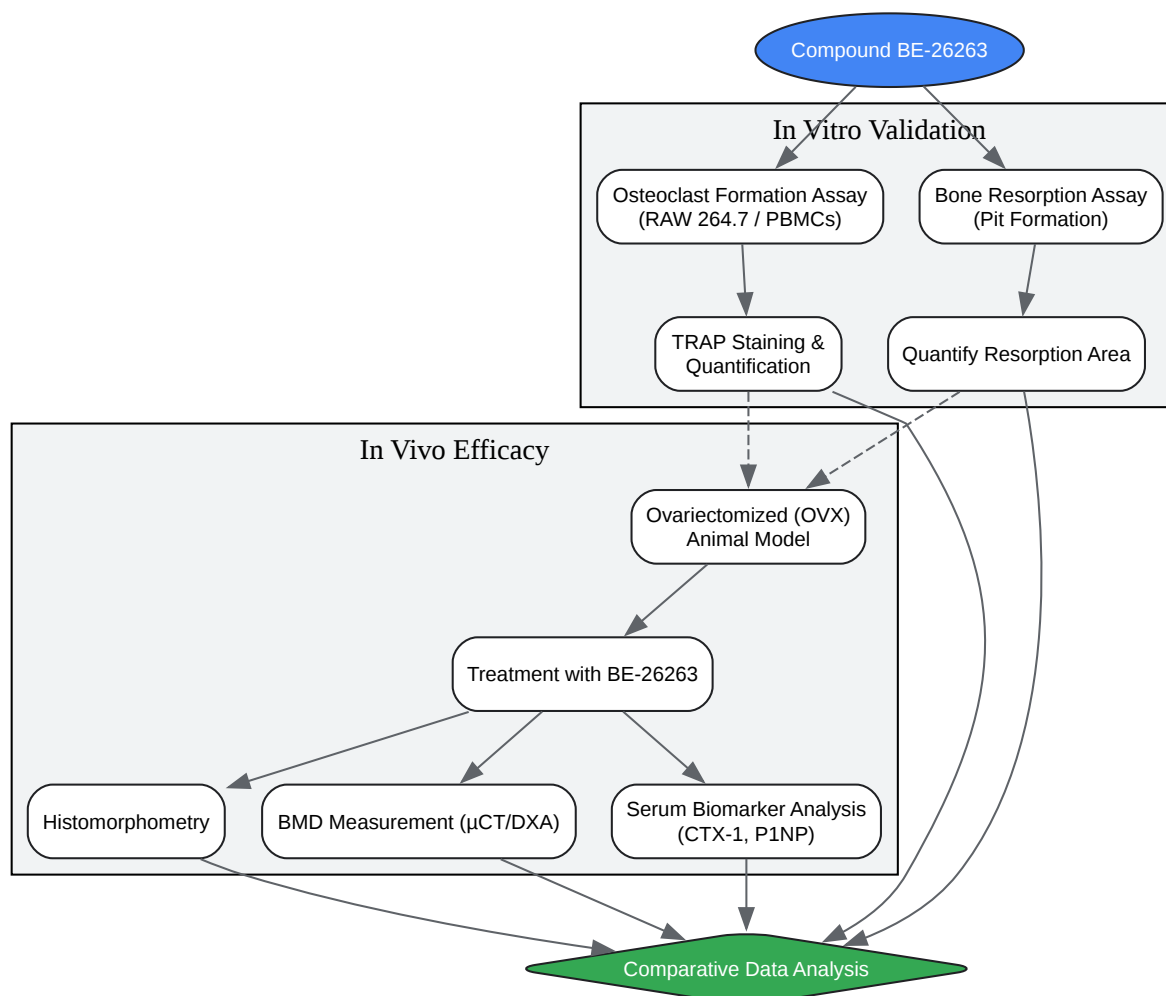 Compound BE-26263
In Vitro Validation
Osteoclast Formation Assay
(RAW 264.7 / PBMCs)
Bone Resorption Assay
(Pit Formation)
TRAP Staining &
Quantification
Quantify Resorption Area
In Vivo Efficacy
Ovariectomized (OVX)
Animal Model
Treatment with BE-26263
Histomorphometry
BMD Measurement (µCT/DXA)
Serum Biomarker Analysis
(CTX-1, P1NP)
Comparative Data Analysis